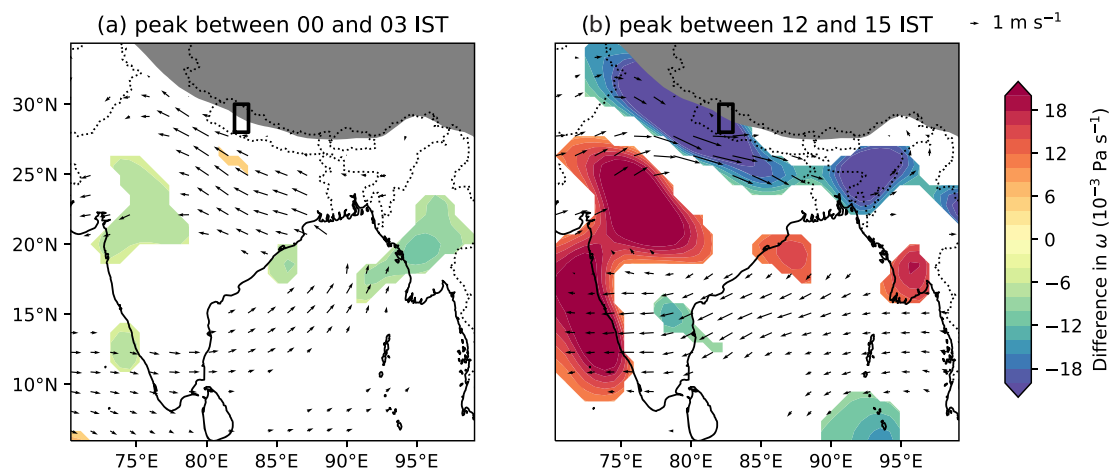 (a) peak between 00 and 03 IST
(b) peak between 12 and 15 IST
1 m s⁻¹
30°N
25°N
20°N
15°N
10°N
75°E 80°E 85°E 90°E 95°E
75°E 80°E 85°E 90°E 95°E
18
12
6
0
−6
−12
−18
Difference in ω (10⁻³ Pa s⁻¹)